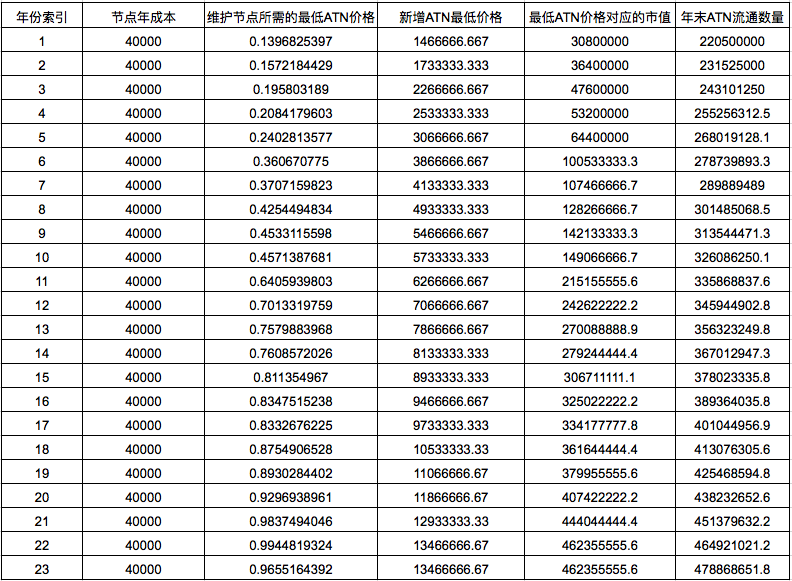 年份索引 节点年成本 维护节点所需的最低ATN价格 新增ATN最低价格 最低ATN价格对应的市值 年末ATN流通数量
1 40000 0.1396825397 1466666.667 30800000 220500000
2 40000 0.1572184429 1733333.333 36400000 231525000
3 40000 0.195803189 2266666.667 47600000 243101250
4 40000 0.2084179603 2533333.333 53200000 255256312.5
5 40000 0.2402813577 3066666.667 64400000 268019128.1
6 40000 0.360670775 3866666.667 100533333.3 278739893.3
7 40000 0.3707159823 4133333.333 107466666.7 289889489
8 40000 0.4254494834 4933333.333 128266666.7 301485068.5
9 40000 0.4533115598 5466666.667 142133333.3 313544471.3
10 40000 0.4571387681 5733333.333 149066666.7 326086250.1
11 40000 0.6405939803 6266666.667 215155555.6 335868837.6
12 40000 0.7013319759 7066666.667 242622222.2 345944902.8
13 40000 0.7579883968 7866666.667 270088888.9 356323249.8
14 40000 0.7608572026 8133333.333 279244444.4 367012947.3
15 40000 0.811354967 8933333.333 306711111.1 378023335.8
16 40000 0.8347515238 9466666.667 325022222.2 389364035.8
17 40000 0.8332676225 9733333.333 334177777.8 401044956.9
18 40000 0.8754906528 10533333.33 361644444.4 413076305.6
19 40000 0.8930284402 11066666.67 379955555.6 425468594.8
20 40000 0.9296938961 11866666.67 407422222.2 438232652.6
21 40000 0.9837494046 12933333.33 444044444.4 451379632.2
22 40000 0.9944819324 13466666.67 462355555.6 464921021.2
23 40000 0.9655164392 13466666.67 462355555.6 478868651.8